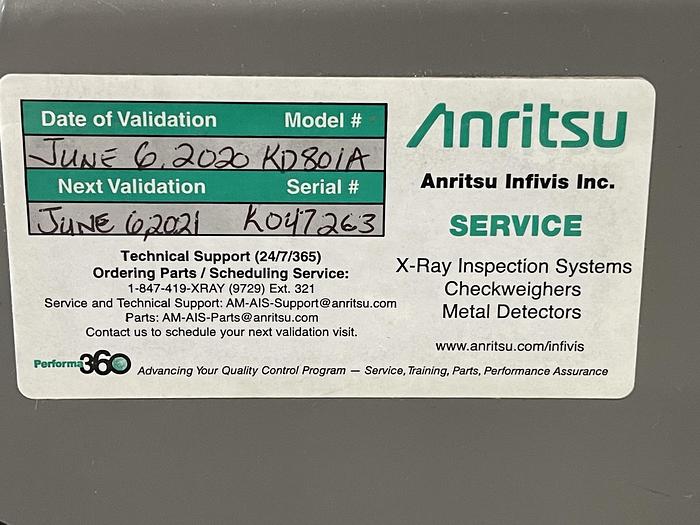 Date of Validation Model #
JUNE 6, 2020 KD801A
Next Validation Serial #
JUNE 6, 2021 K047263
Technical Support (24/7/365)
Ordering Parts / Scheduling Service:
1-847-419-XRAY (9729) Ext. 321
Service and Technical Support: AM-AIS-Support@anritsu.com
Parts: AM-AIS-Parts@anritsu.com
Contact us to schedule your next validation visit.
Anritsu
Anritsu Infivis Inc.
SERVICE
X-Ray Inspection Systems
Checkweighers
Metal Detectors
www.anritsu.com/infivis
Performa360 Advancing Your Quality Control Program — Service, Training, Parts, Performance Assurance